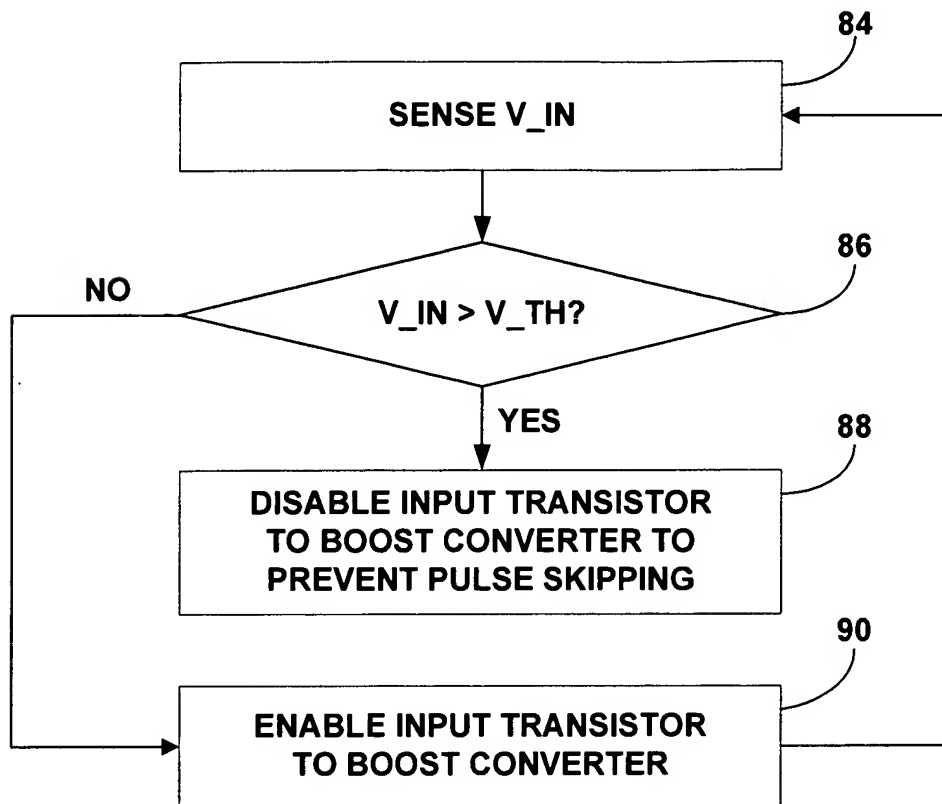 84
SENSE V_IN
86
NO
V_IN > V_TH?
YES
88
DISABLE INPUT TRANSISTOR
TO BOOST CONVERTER TO
PREVENT PULSE SKIPPING
90
ENABLE INPUT TRANSISTOR
TO BOOST CONVERTER